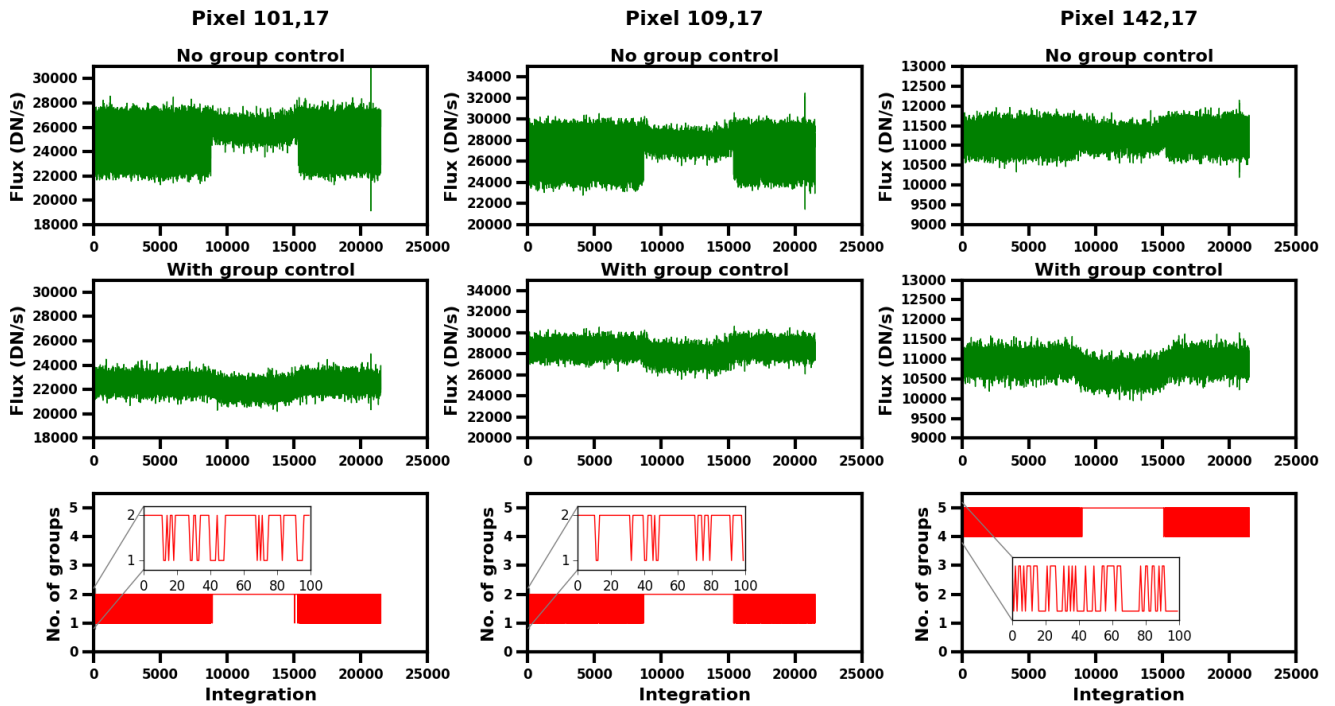 Pixel 101,17 Pixel 109,17 Pixel 142,17
No group control No group control No group control
Flux (DN/s) Flux (DN/s) Flux (DN/s)
30000 34000 13000
28000 32000 12500
26000 30000 12000
24000 28000 11500
22000 26000 11000
20000 24000 10500
18000 22000 10000
20000 9500
9000
0 5000 10000 15000 20000 25000 0 5000 10000 15000 20000 25000 0 5000 10000 15000 20000 25000
With group control With group control With group control
Flux (DN/s) Flux (DN/s) Flux (DN/s)
30000 34000 13000
28000 32000 12500
26000 30000 12000
24000 28000 11500
22000 26000 11000
20000 24000 10500
18000 22000 10000
20000 9500
9000
0 5000 10000 15000 20000 25000 0 5000 10000 15000 20000 25000 0 5000 10000 15000 20000 25000
No. of groups No. of groups No. of groups
5 5 5
4 4 4
3 3 3
2 2 2
1 1 1
0 0 0
2 2
1 1
0 20 40 60 80 100 0 20 40 60 80 100 0 20 40 60 80 100
0 5000 10000 15000 20000 25000 0 5000 10000 15000 20000 25000 0 5000 10000 15000 20000 25000
Integration Integration Integration